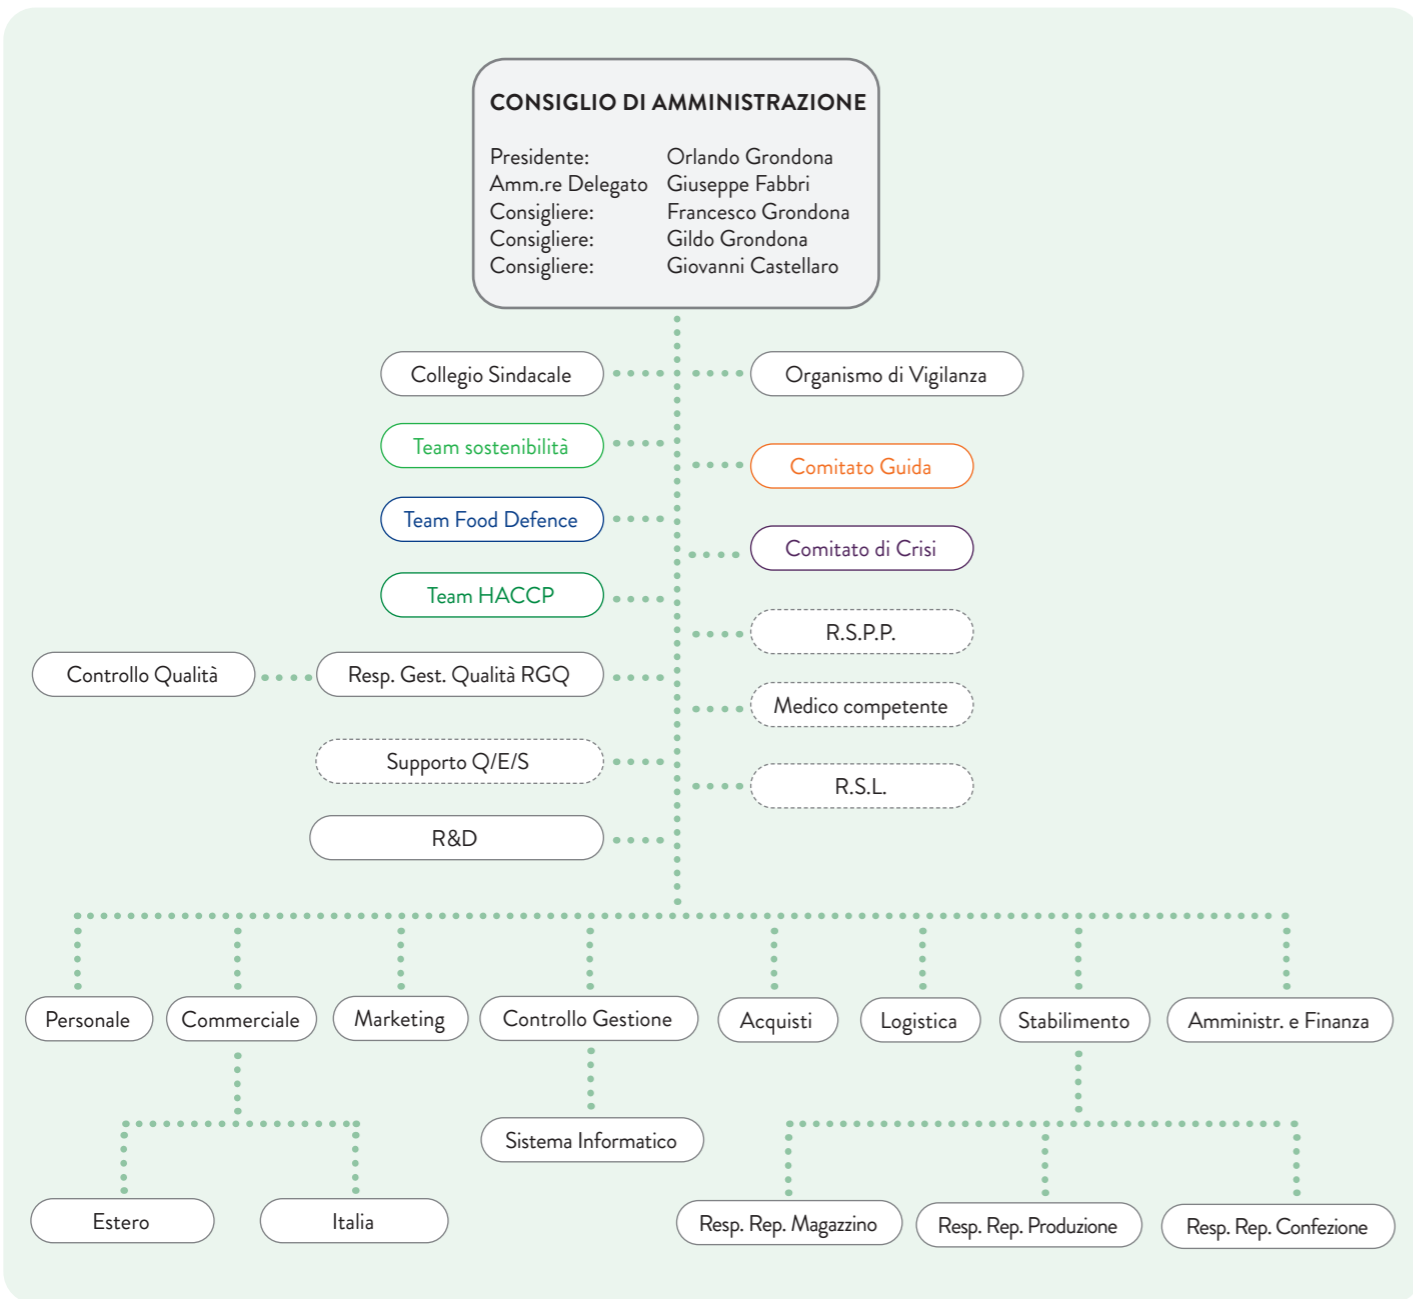 CONSIGLIO DI AMMINISTRAZIONE
Presidente: Orlando Grondona
Amm.re Delegato Giuseppe Fabbri
Consigliere: Francesco Grondona
Consigliere: Gildo Grondona
Consigliere: Giovanni Castellaro
Collegio Sindacale
Organismo di Vigilanza
Team sostenibilità
Comitato Guida
Team Food Defence
Comitato di Crisi
Team HACCP
R.S.P.P.
Controllo Qualità
Resp. Gest. Qualità RGQ
Medico competente
Supporto Q/E/S
R.S.L.
R&D
Personale
Commerciale
Marketing
Controllo Gestione
Acquisti
Logistica
Stabilimento
Amministr. e Finanza
Sistema Informatico
Estero
Italia
Resp. Rep. Magazzino
Resp. Rep. Produzione
Resp. Rep. Confezione